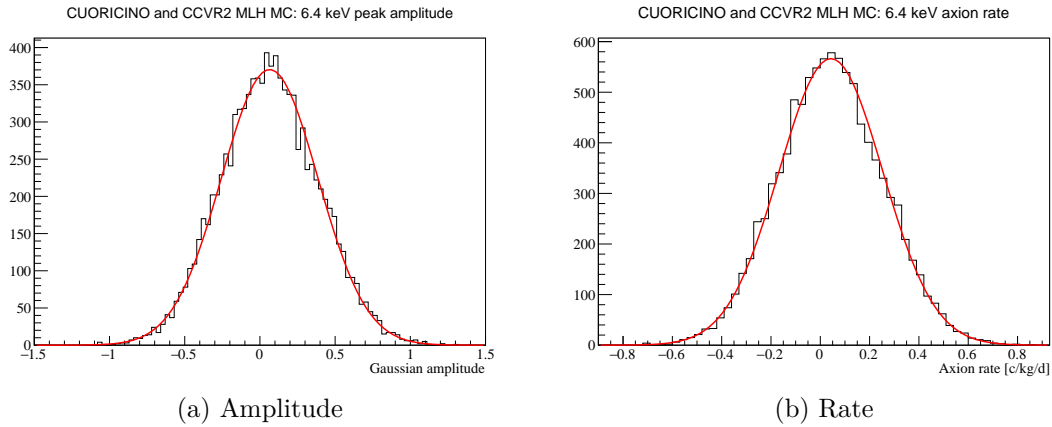 CUORICINO and CCVR2 MLH MC: 6.4 keV peak amplitude
400
350
300
250
200
150
100
50
0
−1.5 −1 −0.5 0 0.5 1 1.5
Gaussian amplitude
(a) Amplitude
CUORICINO and CCVR2 MLH MC: 6.4 keV axion rate
600
500
400
300
200
100
0
−0.8 −0.6 −0.4 −0.2 0 0.2 0.4 0.6 0.8
Axion rate [c/kg/d]
(b) Rate